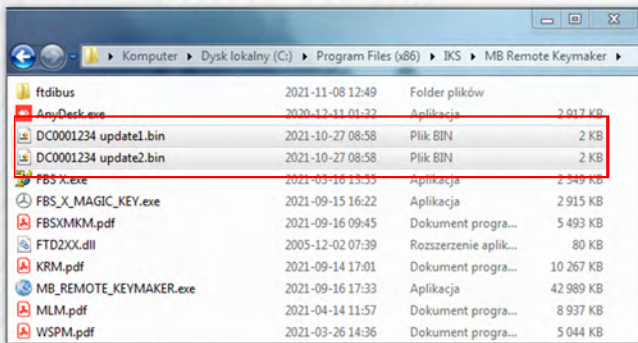 Komputer ▸ Dysk lokalny (C:) ▸ Program Files (x86) ▸ IKS ▸ MB Remote Keymaker ▸
ftdibus 2021-11-08 12:49 Folder plików
AnyDesk.exe 2020-12-11 01:32 Aplikacja 2 917 KB
DC0001234 update1.bin 2021-10-27 08:58 Plik BIN 2 KB
DC0001234 update2.bin 2021-10-27 08:58 Plik BIN 2 KB
FBS X.exe 2021-03-16 13:55 Aplikacja 2 349 KB
FBS_X_MAGIC_KEY.exe 2021-09-15 16:22 Aplikacja 2 915 KB
FBSXMKM.pdf 2021-09-16 09:45 Dokument progra... 5 493 KB
FTD2XX.dll 2005-12-02 07:39 Rozszerzenie aplik... 80 KB
KRM.pdf 2021-09-14 17:01 Dokument progra... 10 267 KB
MB_REMOTE_KEYMAKER.exe 2021-09-16 17:33 Aplikacja 42 989 KB
MLM.pdf 2021-04-14 11:57 Dokument progra... 8 937 KB
WSPM.pdf 2021-03-26 14:36 Dokument progra... 5 044 KB